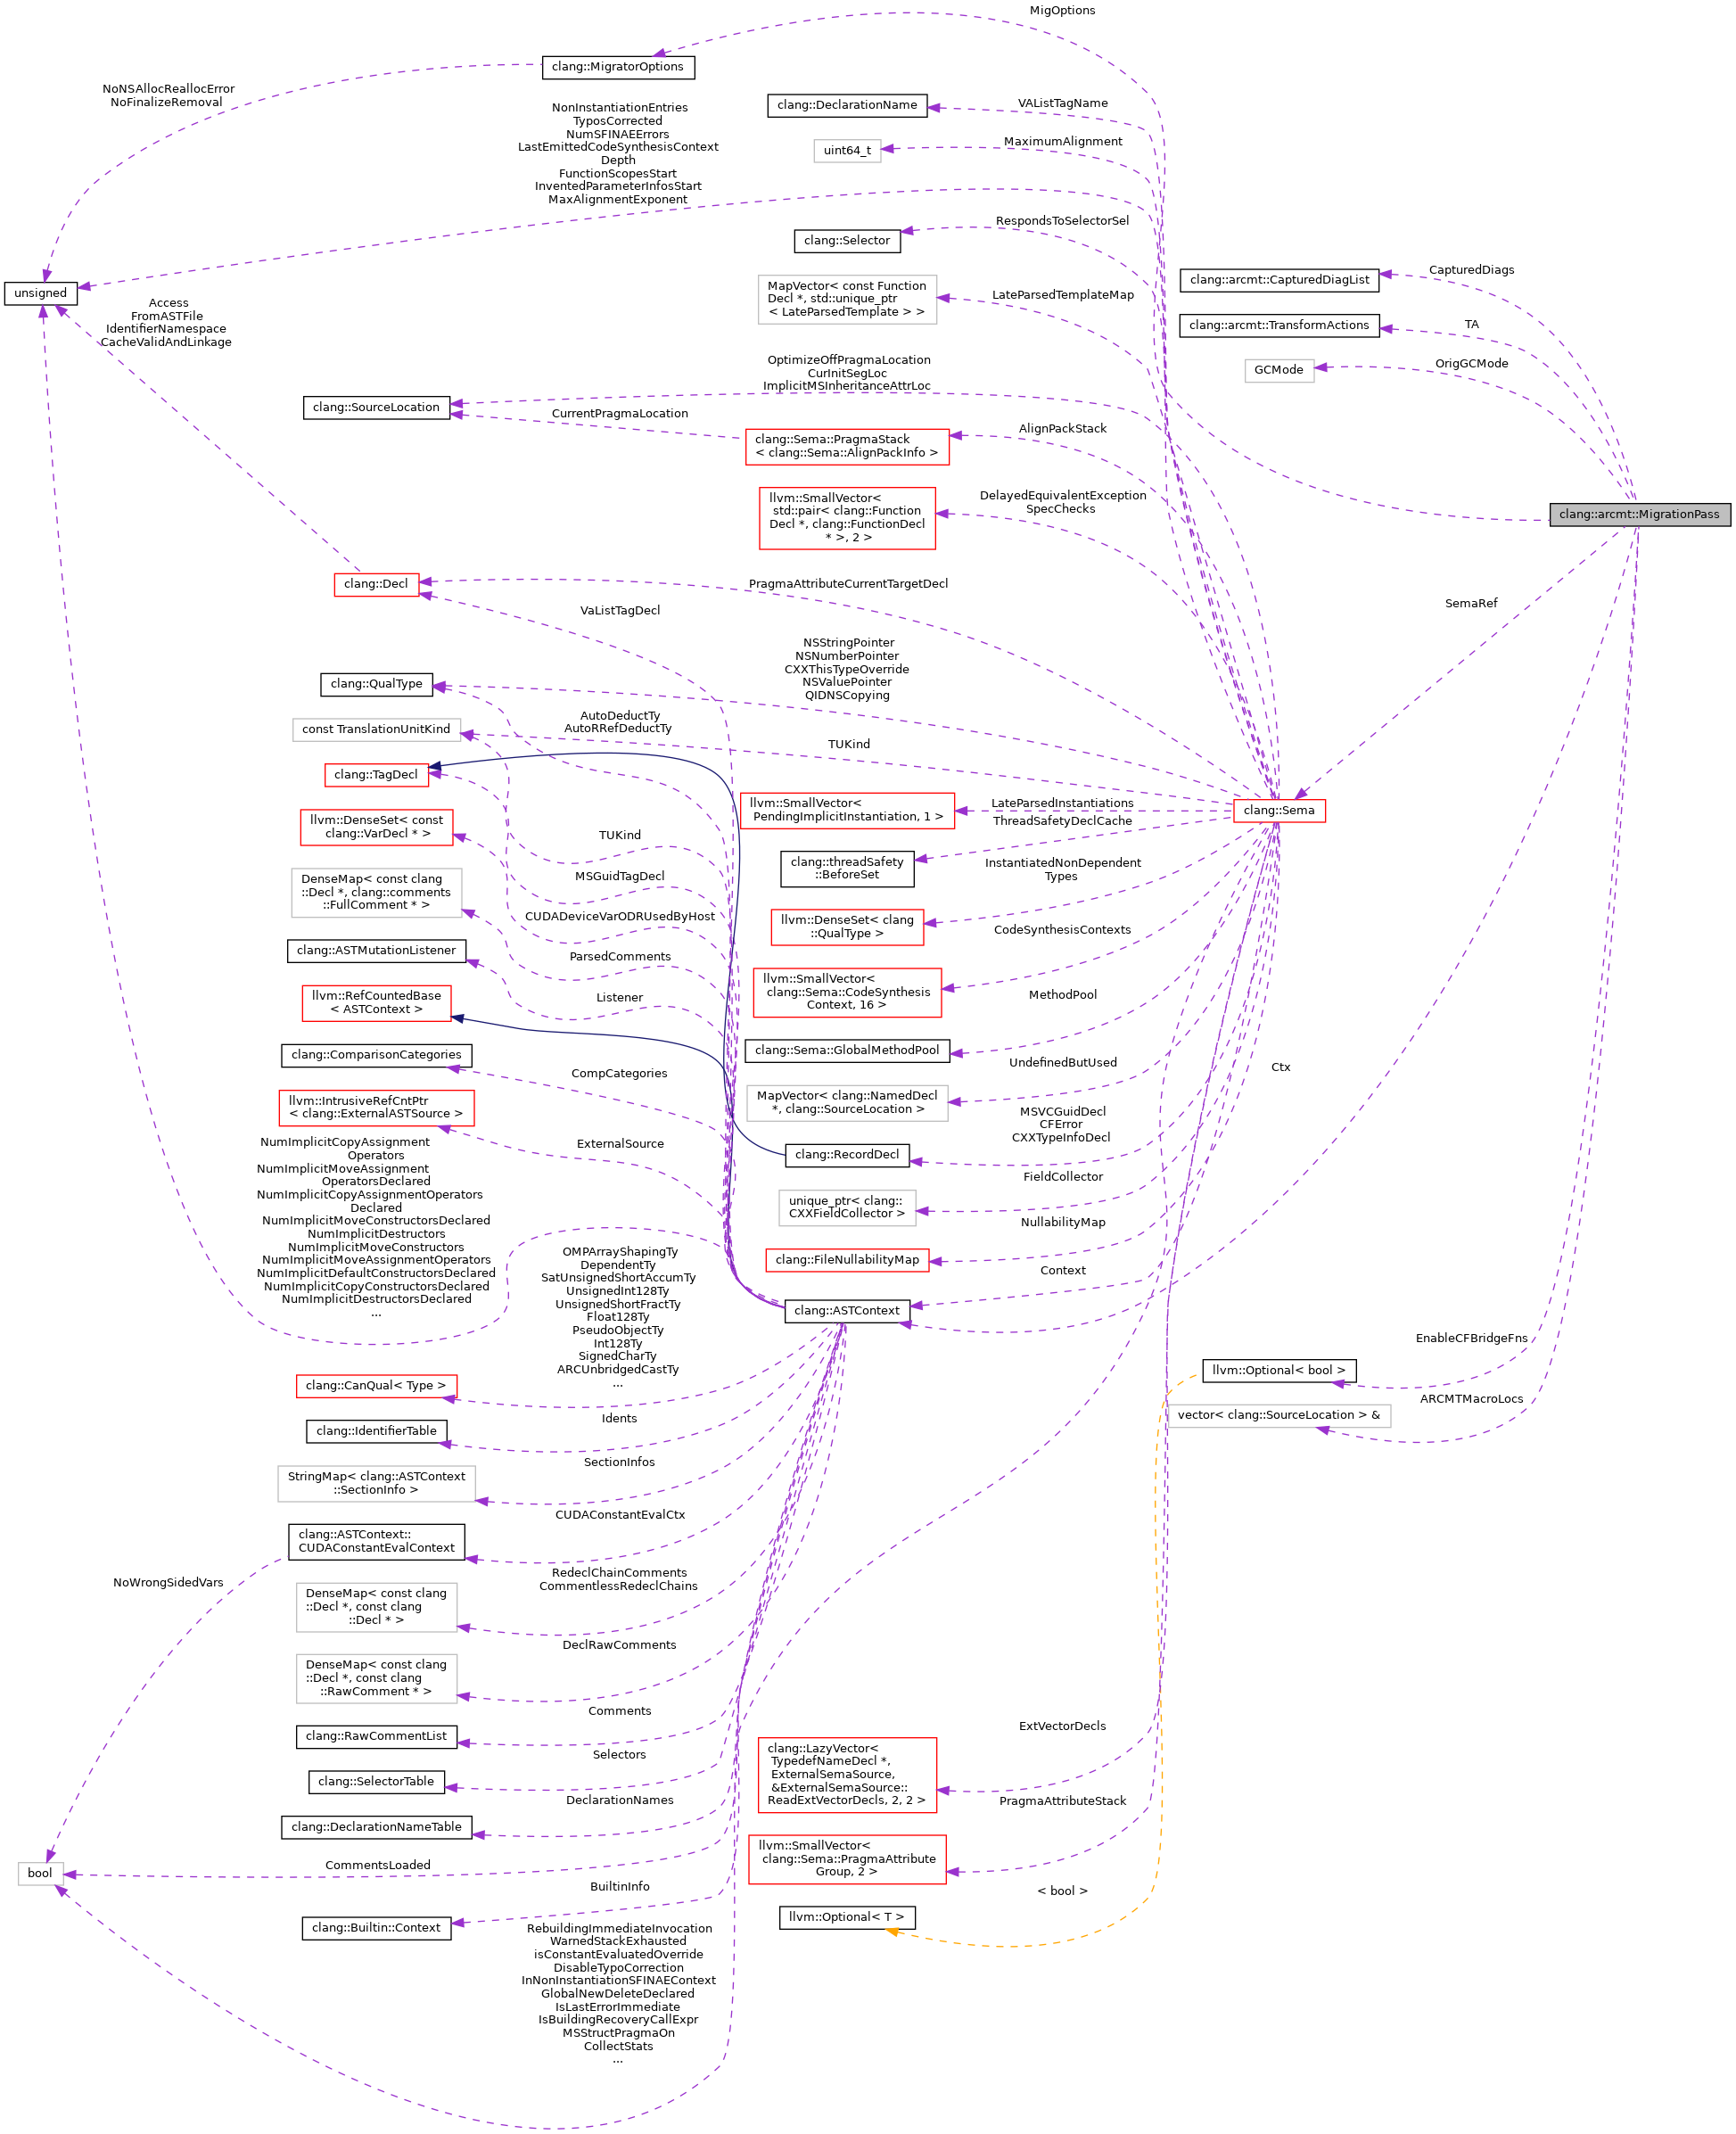 MigOptions
clang::MigratorOptions
NoNSAllocReallocError
NoFinalizeRemoval
clang::DeclarationName
VAListTagName
NonInstantiationEntries
TyposCorrected
NumSFINAEErrors
LastEmittedCodeSynthesisContext
Depth
FunctionScopesStart
InventedParameterInfosStart
MaxAlignmentExponent
uint64_t
MaximumAlignment
clang::Selector
RespondsToSelectorSel
unsigned
MapVector< const Function
Decl *, std::unique_ptr
< LateParsedTemplate > >
LateParsedTemplateMap
clang::arcmt::CapturedDiagList
CapturedDiags
clang::arcmt::TransformActions
TA
GCMode
OrigGCMode
Access
FromASTFile
IdentifierNamespace
CacheValidAndLinkage
OptimizeOffPragmaLocation
CurInitSegLoc
ImplicitMSInheritanceAttrLoc
clang::SourceLocation
CurrentPragmaLocation
clang::Sema::PragmaStack
< clang::Sema::AlignPackInfo >
AlignPackStack
llvm::SmallVector<
std::pair< clang::Function
Decl *, clang::FunctionDecl
* >, 2 >
DelayedEquivalentException
SpecChecks
clang::arcmt::MigrationPass
clang::Decl
PragmaAttributeCurrentTargetDecl
VaListTagDecl
SemaRef
NSStringPointer
NSNumberPointer
CXXThisTypeOverride
NSValuePointer
QIDNSCopying
clang::QualType
AutoDeductTy
AutoRRefDeductTy
const TranslationUnitKind
TUKind
clang::TagDecl
llvm::SmallVector<
PendingImplicitInstantiation, 1 >
LateParsedInstantiations
ThreadSafetyDeclCache
clang::Sema
llvm::DenseSet< const
clang::VarDecl * >
TUKind
clang::threadSafety
::BeforeSet
InstantiatedNonDependent
Types
DenseMap< const clang
::Decl *, clang::comments
::FullComment * >
MSGuidTagDecl
CUDADeviceVarODRUsedByHost
llvm::DenseSet< clang
::QualType >
CodeSynthesisContexts
clang::ASTMutationListener
ParsedComments
llvm::SmallVector<
clang::Sema::CodeSynthesis
Context, 16 >
MethodPool
llvm::RefCountedBase
< ASTContext >
Listener
clang::Sema::GlobalMethodPool
UndefinedButUsed
clang::ComparisonCategories
CompCategories
Ctx
MapVector< clang::NamedDecl
*, clang::SourceLocation >
MSVCGuidDecl
CFError
CXXTypeInfoDecl
llvm::IntrusiveRefCntPtr
< clang::ExternalASTSource >
ExternalSource
clang::RecordDecl
FieldCollector
NumImplicitCopyAssignment
Operators
NumImplicitMoveAssignment
OperatorsDeclared
NumImplicitCopyAssignmentOperators
Declared
NumImplicitMoveConstructorsDeclared
NumImplicitDestructors
NumImplicitMoveConstructors
NumImplicitMoveAssignmentOperators
NumImplicitDefaultConstructorsDeclared
NumImplicitCopyConstructorsDeclared
NumImplicitDestructorsDeclared
...
unique_ptr< clang::
CXXFieldCollector >
NullabilityMap
clang::FileNullabilityMap
Context
OMPArrayShapingTy
DependentTy
SatUnsignedShortAccumTy
UnsignedInt128Ty
UnsignedShortFractTy
Float128Ty
PseudoObjectTy
Int128Ty
SignedCharTy
ARCUnbridgedCastTy
...
clang::ASTContext
EnableCFBridgeFns
llvm::Optional< bool >
clang::CanQual< Type >
ARCMTMacroLocs
vector< clang::SourceLocation > &
Idents
clang::IdentifierTable
SectionInfos
StringMap< clang::ASTContext
::SectionInfo >
CUDAConstantEvalCtx
clang::ASTContext::
CUDAConstantEvalContext
NoWrongSidedVars
RedeclChainComments
CommentlessRedeclChains
DenseMap< const clang
::Decl *, const clang
::Decl * >
DeclRawComments
DenseMap< const clang
::Decl *, const clang
::RawComment * >
Comments
clang::RawCommentList
Selectors
clang::SelectorTable
ExtVectorDecls
clang::LazyVector<
TypedefNameDecl *,
ExternalSemaSource,
&ExternalSemaSource::
ReadExtVectorDecls, 2, 2 >
DeclarationNames
clang::DeclarationNameTable
PragmaAttributeStack
llvm::SmallVector<
clang::Sema::PragmaAttribute
Group, 2 >
bool
CommentsLoaded
BuiltinInfo
clang::Builtin::Context
< bool >
llvm::Optional< T >
RebuildingImmediateInvocation
WarnedStackExhausted
isConstantEvaluatedOverride
DisableTypoCorrection
InNonInstantiationSFINAEContext
GlobalNewDeleteDeclared
IsLastErrorImmediate
IsBuildingRecoveryCallExpr
MSStructPragmaOn
CollectStats
...